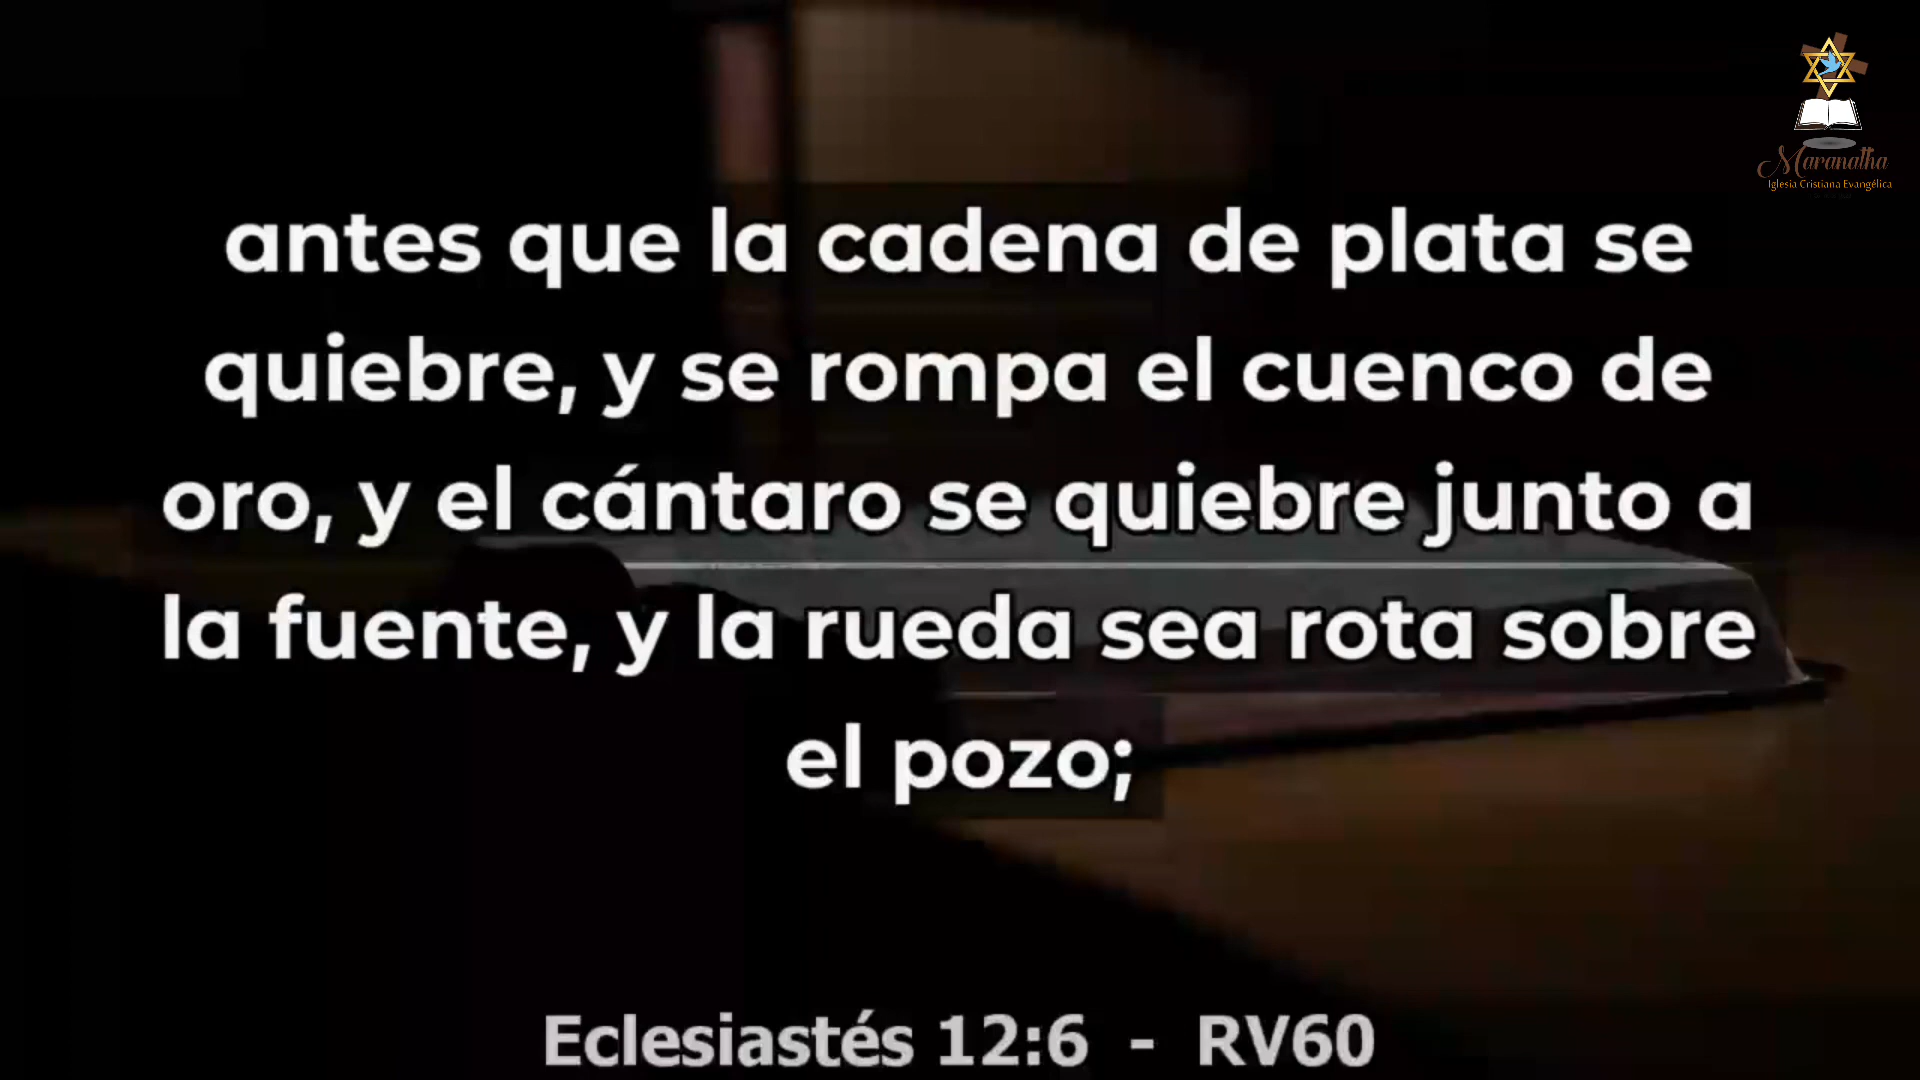 Maranatha
Iglesia Cristiana Evangélica
antes que la cadena de plata se
quiebre, y se rompa el cuenco de
oro, y el cántaro se quiebre junto a
la fuente, y la rueda sea rota sobre
el pozo;
Eclesiastés 12:6 - RV60